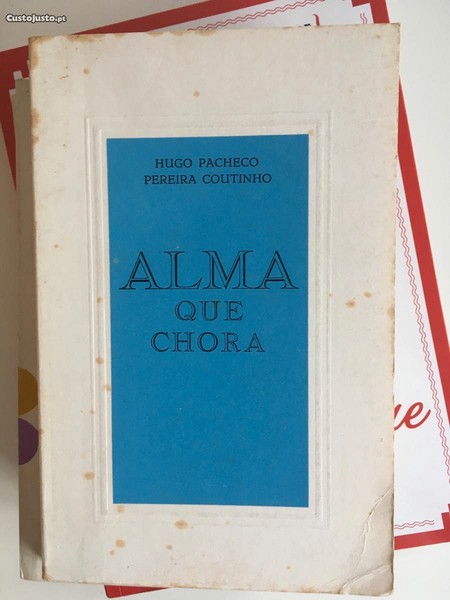 CustoJusto.pt
HUGO PACHECO
PEREIRA COUTINHO
ALMA
QUE
CHORA